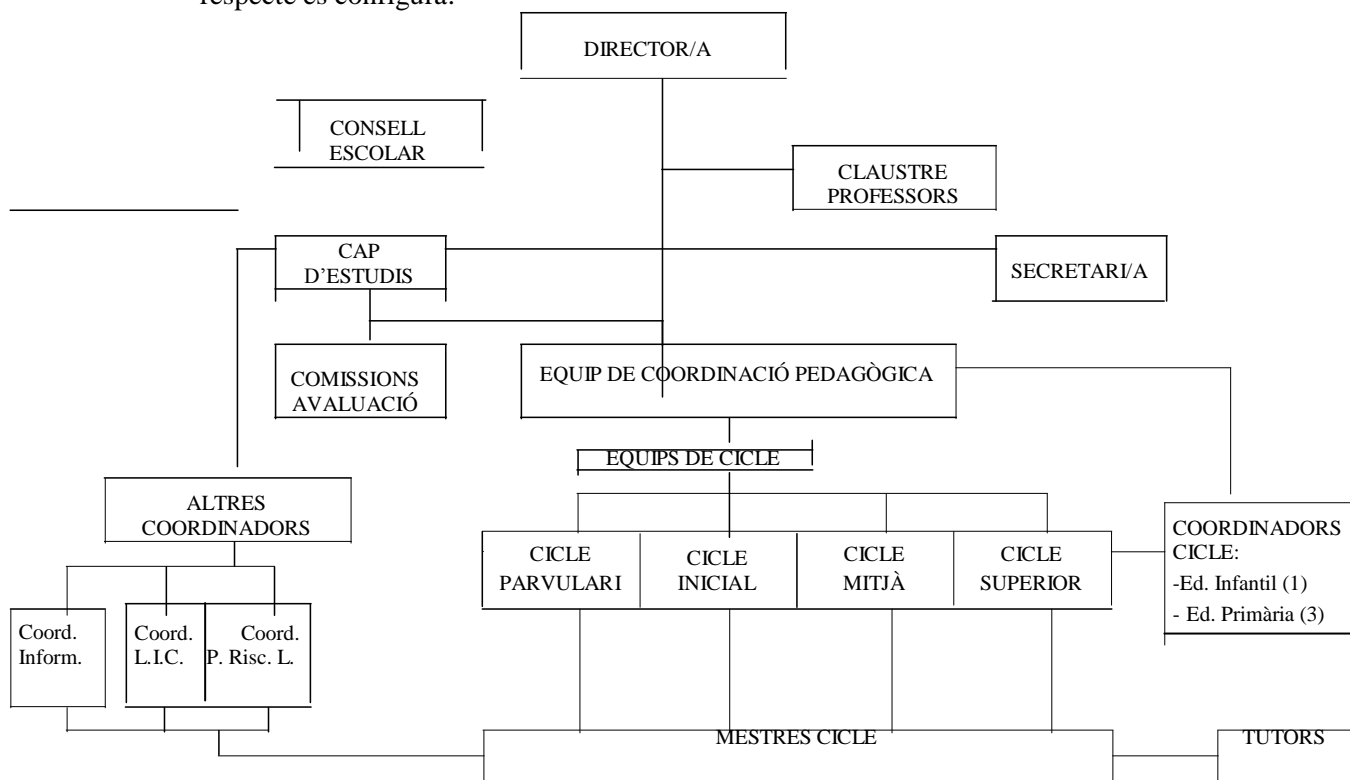 respecte es configura:
DIRECTOR/A
CONSELL
ESCOLAR
CLAUSTRE
PROFESSORS
CAP
D’ESTUDIS
SECRETARI/A
COMISSIONS
AVALUACIÓ
EQUIP DE COORDINACIÓ PEDAGÒGICA
EQUIPS DE CICLE
ALTRES
COORDINADORS
CICLE
PARVULARI
CICLE
INICIAL
CICLE
MITJÀ
CICLE
SUPERIOR
COORDINADORS
CICLE:
-Ed. Infantil (1)
- Ed. Primària (3)
Coord.
Inform.
Coord.
L.I.C.
Coord.
P. Risc. L.
MESTRES CICLE
TUTORS